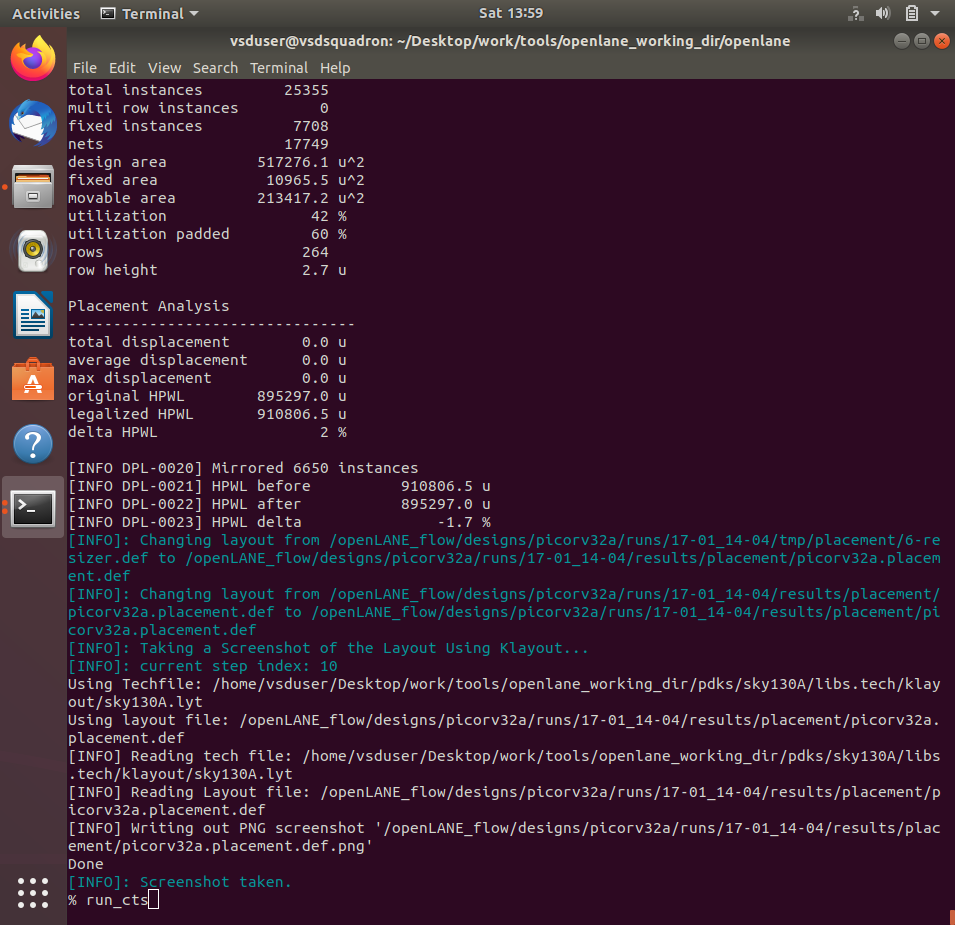 Activities Terminal Sat 13:59
vsduser@vsdsquadron: ~/Desktop/work/tools/openlane_working_dir/openlane
File Edit View Search Terminal Help
total instances 25355
multi row instances 0
fixed instances 7708
nets 17749
design area 517276.1 u^2
fixed area 10965.5 u^2
movable area 213417.2 u^2
utilization 42 %
utilization padded 60 %
rows 264
row height 2.7 u
Placement Analysis
--------------------------------
total displacement 0.0 u
average displacement 0.0 u
max displacement 0.0 u
original HPWL 895297.0 u
legalized HPWL 910806.5 u
delta HPWL 2 %
[INFO DPL-0020] Mirrored 6650 instances
[INFO DPL-0021] HPWL before 910806.5 u
[INFO DPL-0022] HPWL after 895297.0 u
[INFO DPL-0023] HPWL delta -1.7 %
[INFO]: Changing layout from /openLANE_flow/designs/picorv32a/runs/17-01_14-04/tmp/placement/6-re
sizer.def to /openLANE_flow/designs/picorv32a/runs/17-01_14-04/results/placement/picorv32a.placem
ent.def
[INFO]: Changing layout from /openLANE_flow/designs/picorv32a/runs/17-01_14-04/results/placement/
picorv32a.placement.def to /openLANE_flow/designs/picorv32a/runs/17-01_14-04/results/placement/pi
corv32a.placement.def
[INFO]: Taking a Screenshot of the Layout Using Klayout...
[INFO]: current step index: 10
Using Techfile: /home/vsduser/Desktop/work/tools/openlane_working_dir/pdks/sky130A/libs.tech/klay
out/sky130A.lyt
Using layout file: /openLANE_flow/designs/picorv32a/runs/17-01_14-04/results/placement/picorv32a.
placement.def
[INFO] Reading tech file: /home/vsduser/Desktop/work/tools/openlane_working_dir/pdks/sky130A/libs
.tech/klayout/sky130A.lyt
[INFO] Reading Layout file: /openLANE_flow/designs/picorv32a/runs/17-01_14-04/results/placement/p
icorv32a.placement.def
[INFO] Writing out PNG screenshot '/openLANE_flow/designs/picorv32a/runs/17-01_14-04/results/plac
ement/picorv32a.placement.def.png'
Done
[INFO]: Screenshot taken.
% run_cts